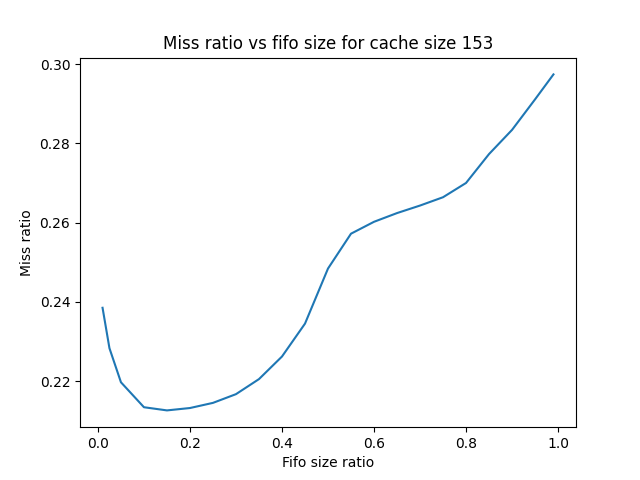 Miss ratio vs fifo size for cache size 153
0.30
0.28
0.26
0.24
0.22
Miss ratio
0.0 0.2 0.4 0.6 0.8 1.0
Fifo size ratio